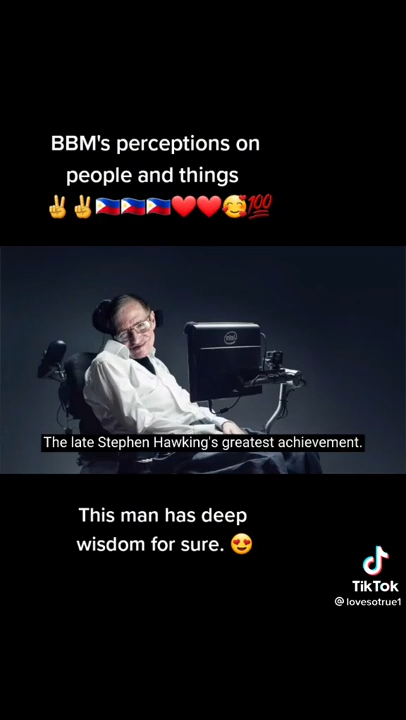 BBM's perceptions on
people and things
✌️✌️🇵🇭🇵🇭🇵🇭❤️❤️🥰💯
The late Stephen Hawking's greatest achievement.
This man has deep
wisdom for sure. 😍
TikTok
@lovesotrue1